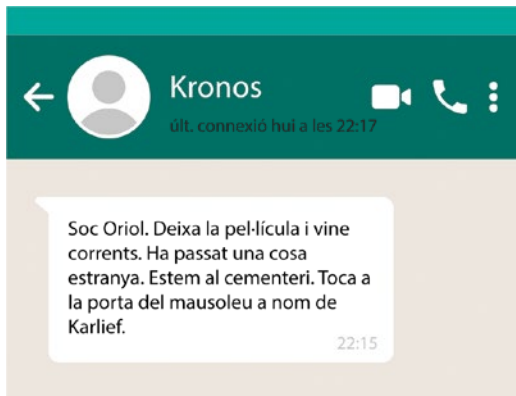 Kronos
últ. connexió hui a les 22:17
Soc Oriol. Deixa la pel·lícula i vine
corrents. Ha passat una cosa
estranya. Estem al cementeri. Toca a
la porta del mausoleu a nom de
Karlief.
22:15